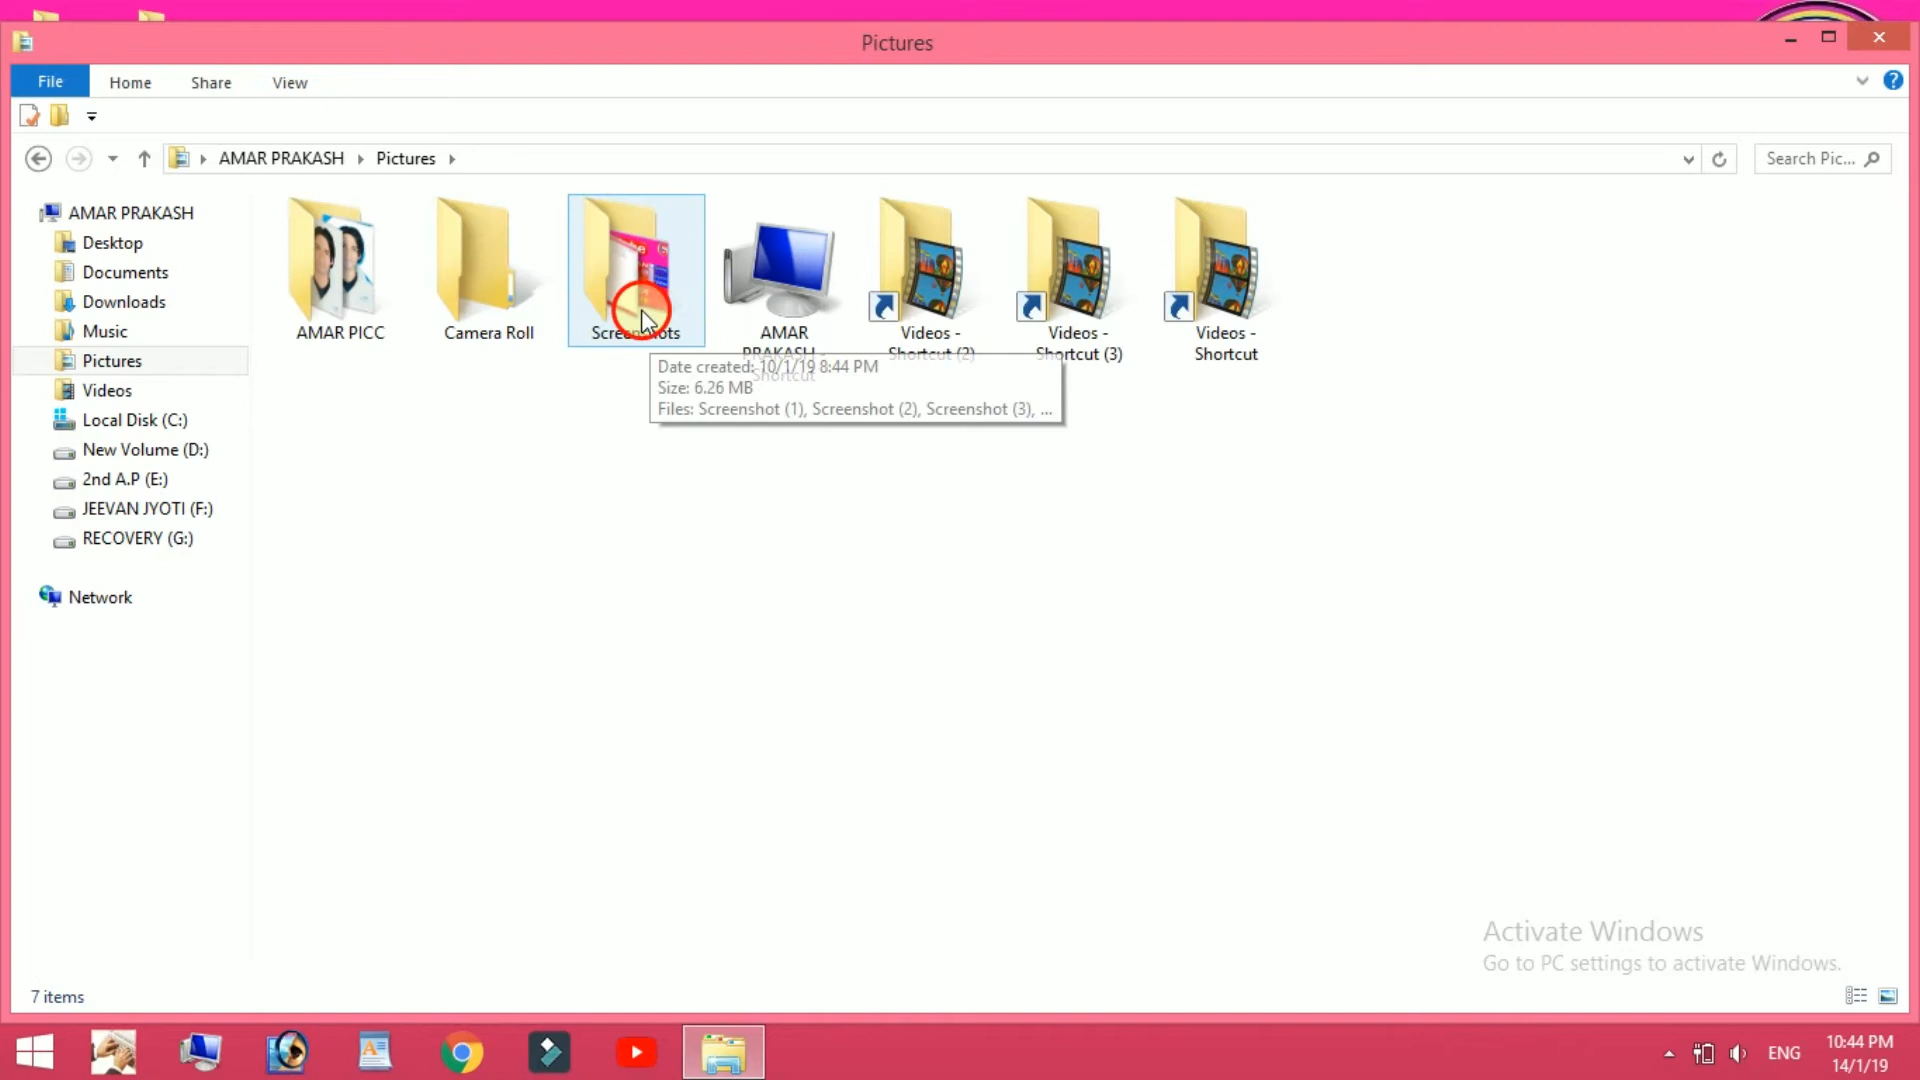 Pictures
File
Home
Share
View
AMAR PRAKASH
Pictures
Search Pic...
AMAR PRAKASH
Desktop
Documents
Downloads
Music
Pictures
Videos
Local Disk (C:)
New Volume (D:)
2nd A.P (E:)
JEEVAN JYOTI (F:)
RECOVERY (G:)
Network
AMAR PICC
Camera Roll
Screenshots
AMAR
PRAKASH -
Shortcut
Videos -
Shortcut (2)
Videos -
Shortcut (3)
Videos -
Shortcut
Date created: 10/1/19 8:44 PM
Size: 6.26 MB
Files: Screenshot (1), Screenshot (2), Screenshot (3), ...
Activate Windows
Go to PC settings to activate Windows.
7 items
ENG
10:44 PM
14/1/19